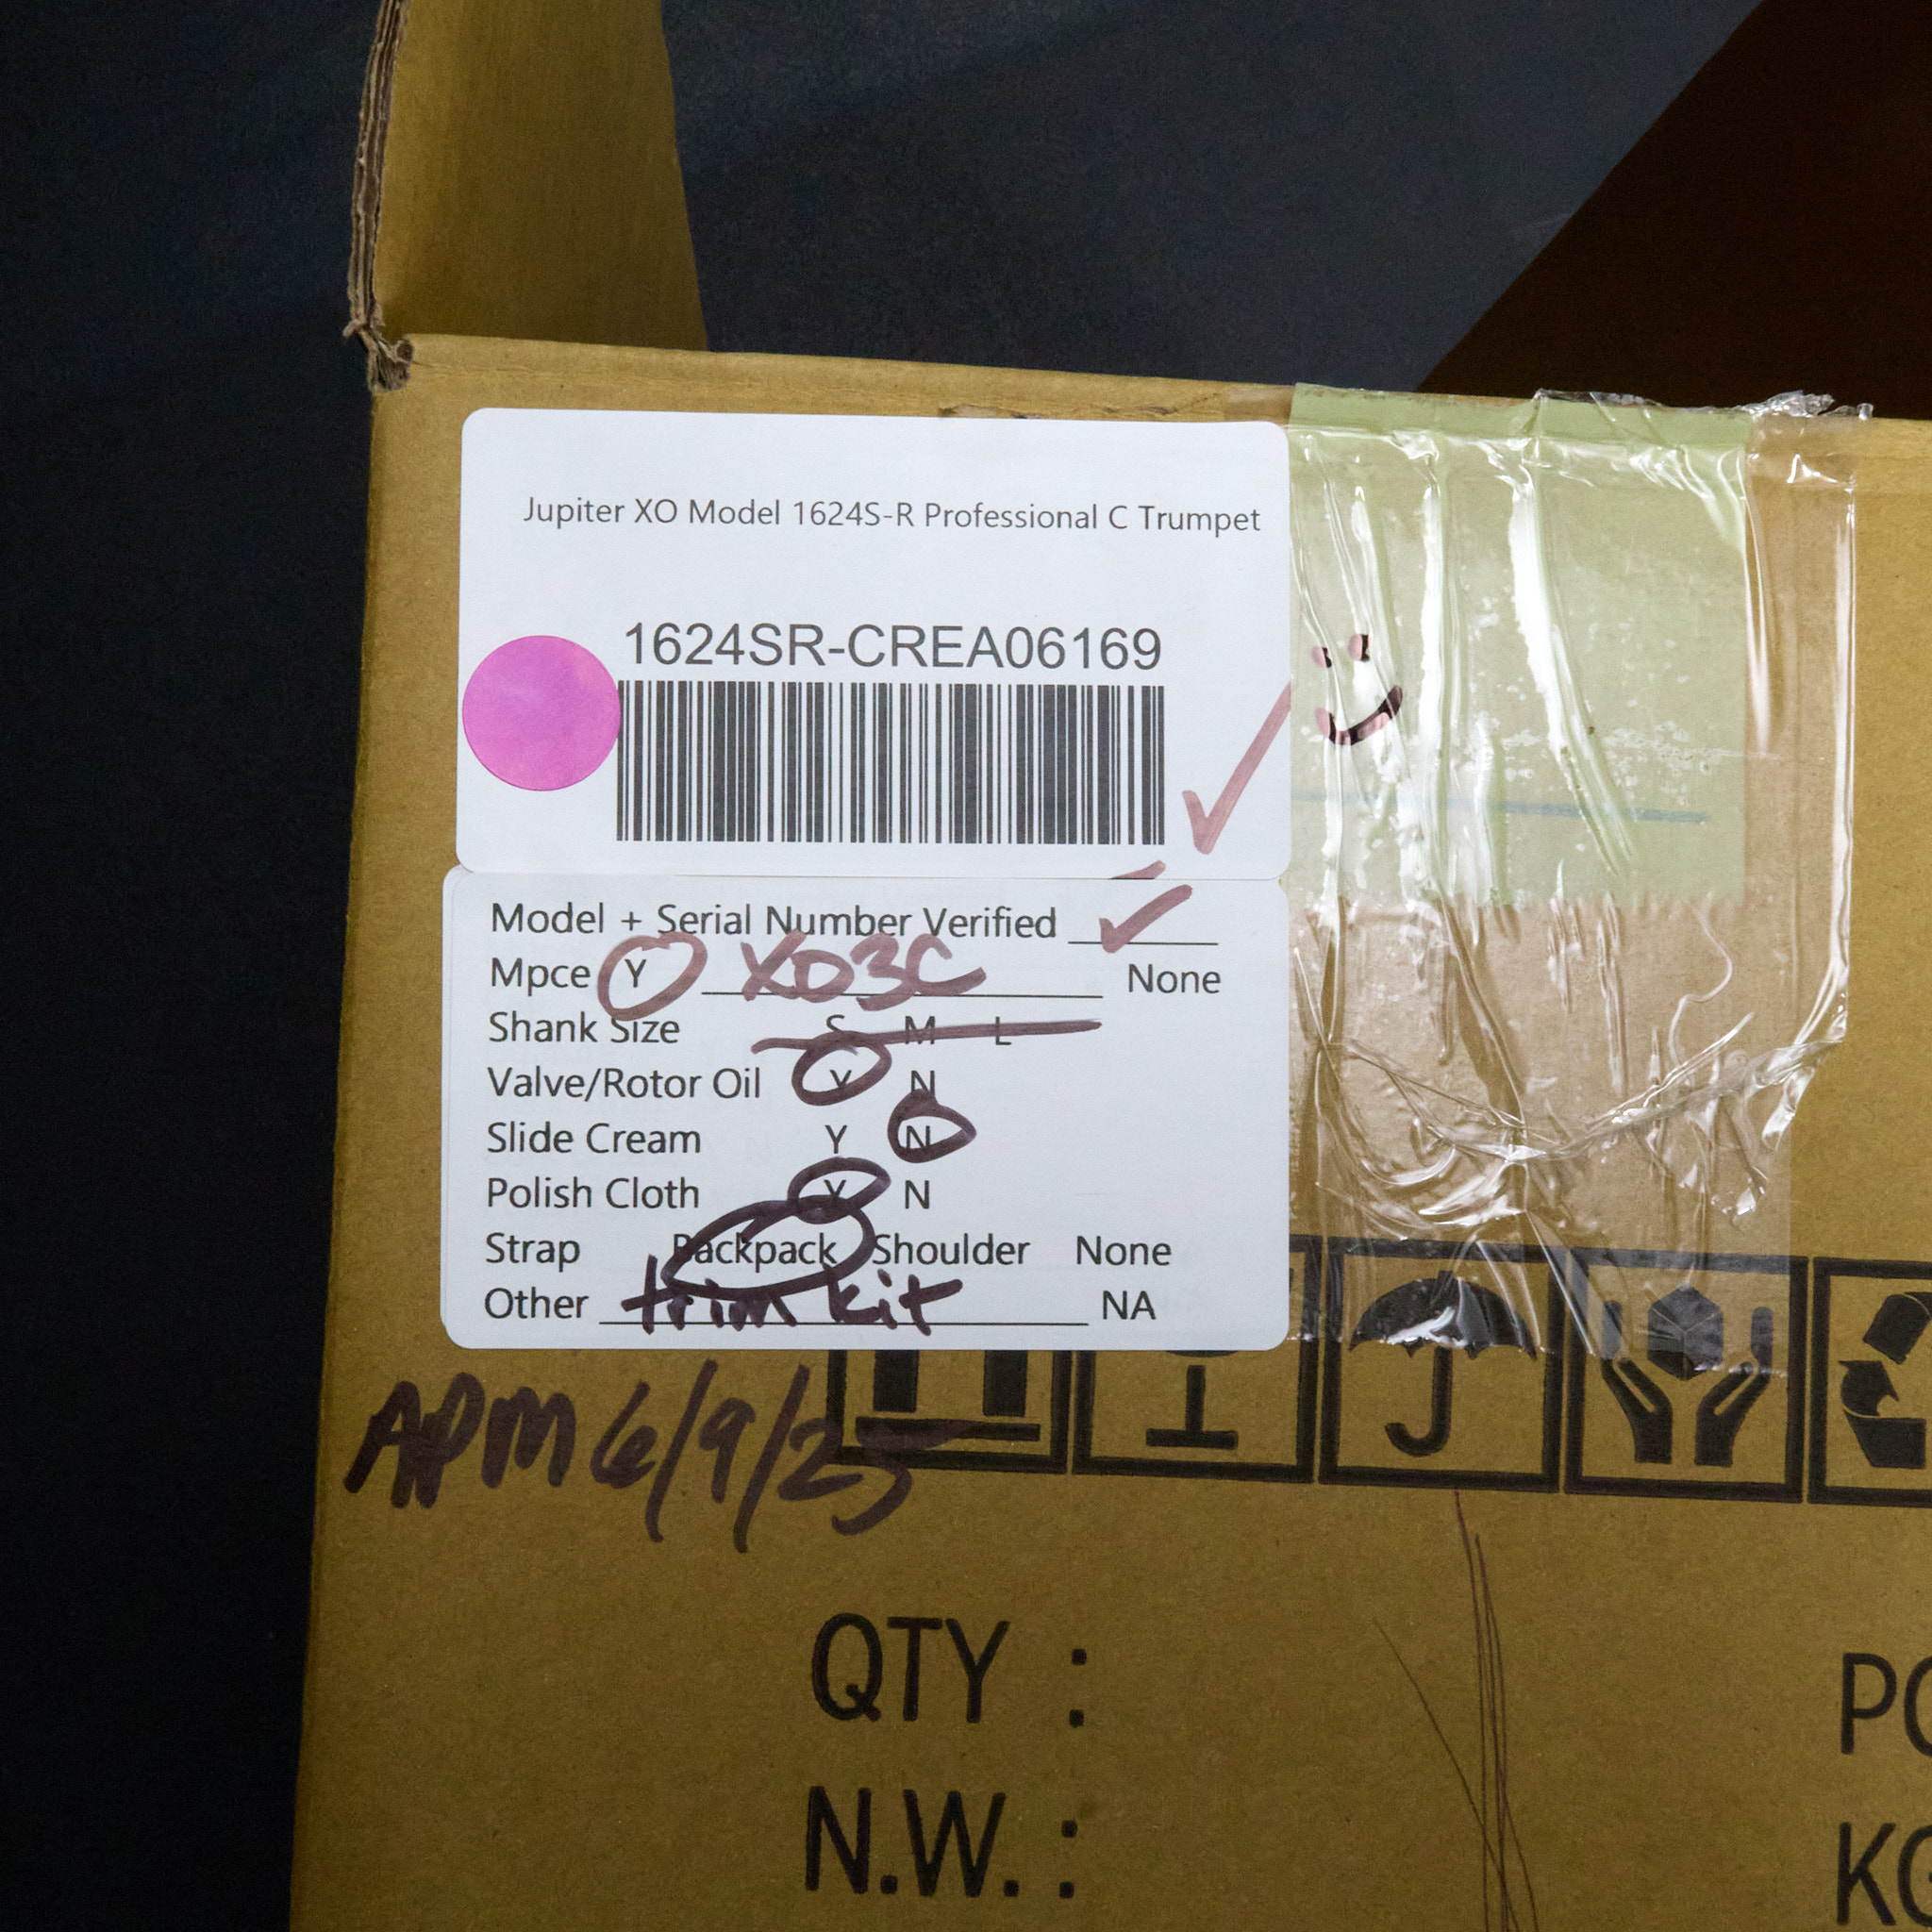 Jupiter XO Model 1624S-R Professional C Trumpet
1624SR-CREA06169
Model + Serial Number Verified
Mpce Y XO3C None
Shank Size S M L
Valve/Rotor Oil Y N
Slide Cream Y N
Polish Cloth Y N
Strap Backpack Shoulder None
Other trim kit NA
APM 6/9/25
QTY :
N.W. :